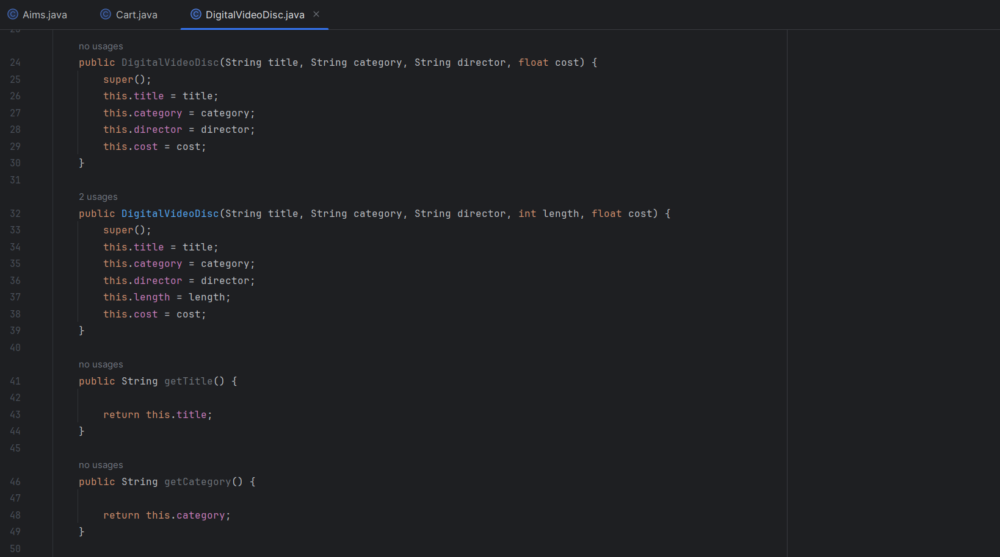 Aims.java Cart.java DigitalVideoDisc.java
no usages
24 public DigitalVideoDisc(String title, String category, String director, float cost) {
25 super();
26 this.title = title;
27 this.category = category;
28 this.director = director;
29 this.cost = cost;
30 }
31
2 usages
32 public DigitalVideoDisc(String title, String category, String director, int length, float cost) {
33 super();
34 this.title = title;
35 this.category = category;
36 this.director = director;
37 this.length = length;
38 this.cost = cost;
39 }
40
no usages
41 public String getTitle() {
42
43 return this.title;
44 }
45
no usages
46 public String getCategory() {
47
48 return this.category;
49 }
50